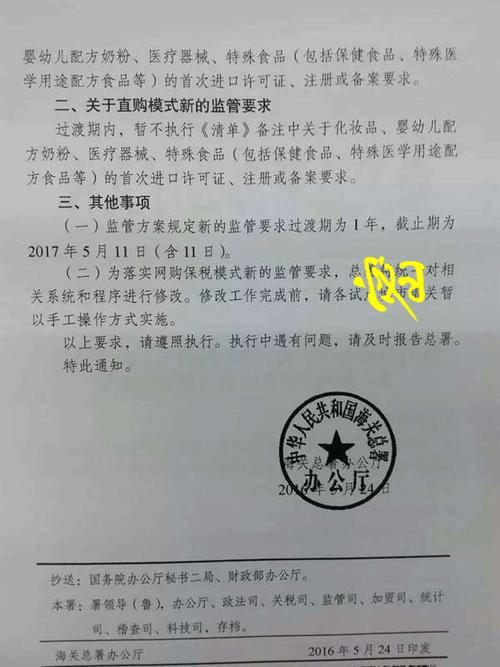 婴幼儿配方奶粉、医疗器械、特殊食品（包括保健食品、特殊医
学用途配方食品等）的首次进口许可证、注册或备案要求。
二、关于直购模式新的监管要求
过渡期内，暂不执行《清单》备注中关于化妆品、婴幼儿配
方奶粉、医疗器械、特殊食品（包括保健食品、特殊医学用途配
方食品等）的首次进口许可证、注册或备案要求。
三、其他事项
（一）监管方案规定新的监管要求过渡期为 1 年，截止期为
2017 年 5 月 11 日（含 11 日）。
（二）为落实网购保税模式新的监管要求，总 统一对相
关系统和程序进行修改。修改工作完成前，请各试 关暂
以手工操作方式实施。
以上要求，请遵照执行。执行中遇有问题，请及时报告总署。
特此通知。
中华人民共和国海关总署
海关总署办公厅
办公厅
2016 年 5 月 24 日
抄送：国务院办公厅秘书二局、财政部办公厅。
本署：署领导（鲁），办公厅、政法司、关税司、监管司、加贸司、统计
司、稽查司、科技司，存档。
海关总署办公厅 2016 年 5 月 24 日印发